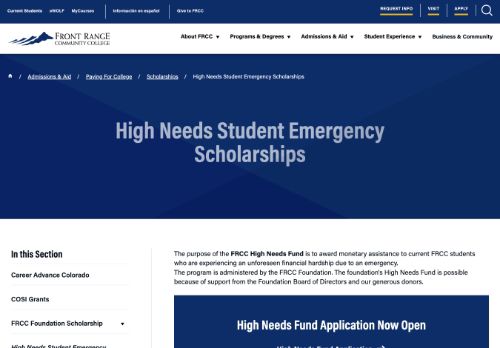 Current Students eWOLF MyCourses Información en español Give to FRCC REQUEST INFO VISIT APPLY
FRONT RANGE
COMMUNITY COLLEGE
About FRCC Programs & Degrees Admissions & Aid Student Experience Business & Community
/ Admissions & Aid / Paying For College / Scholarships / High Needs Student Emergency Scholarships
High Needs Student Emergency
Scholarships
In this Section
Career Advance Colorado
COSI Grants
FRCC Foundation Scholarship
High Needs Student Emergency
The purpose of the FRCC High Needs Fund is to award monetary assistance to current FRCC students
who are experiencing an unforeseen financial hardship due to an emergency.
The program is administered by the FRCC Foundation. The foundation's High Needs Fund is possible
because of support from the Foundation Board of Directors and our generous donors.
High Needs Fund Application Now Open
High Needs Fund Application